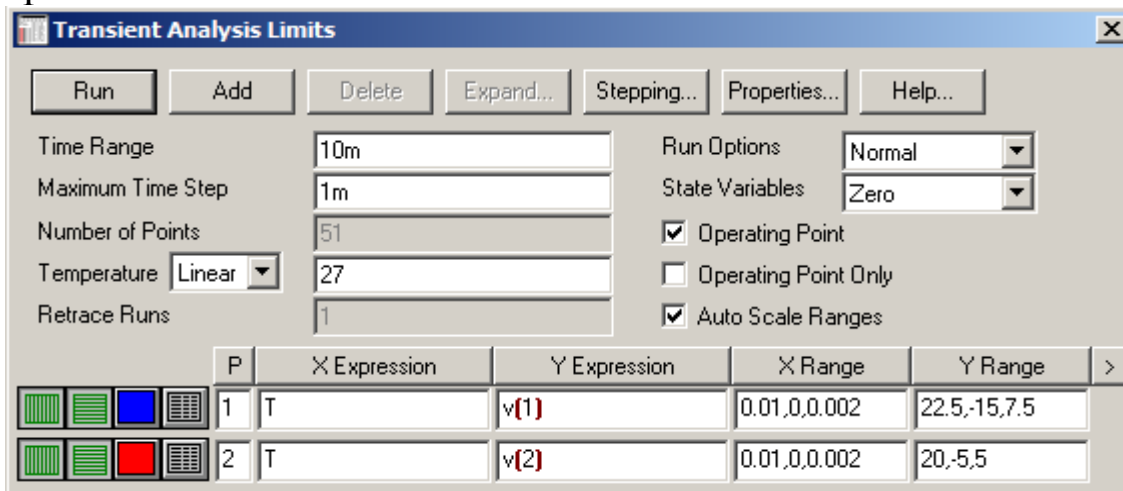 Transient Analysis Limits
Run Add Delete Expand... Stepping... Properties... Help...
Time Range 10m Run Options Normal
Maximum Time Step 1m State Variables Zero
Number of Points 51 Operating Point
Temperature Linear 27 Operating Point Only
Retrace Runs 1 Auto Scale Ranges
P X Expression Y Expression X Range Y Range >
1 T v(1) 0.01,0,0.002 22.5,-15,7.5
2 T v(2) 0.01,0,0.002 20,-5,5